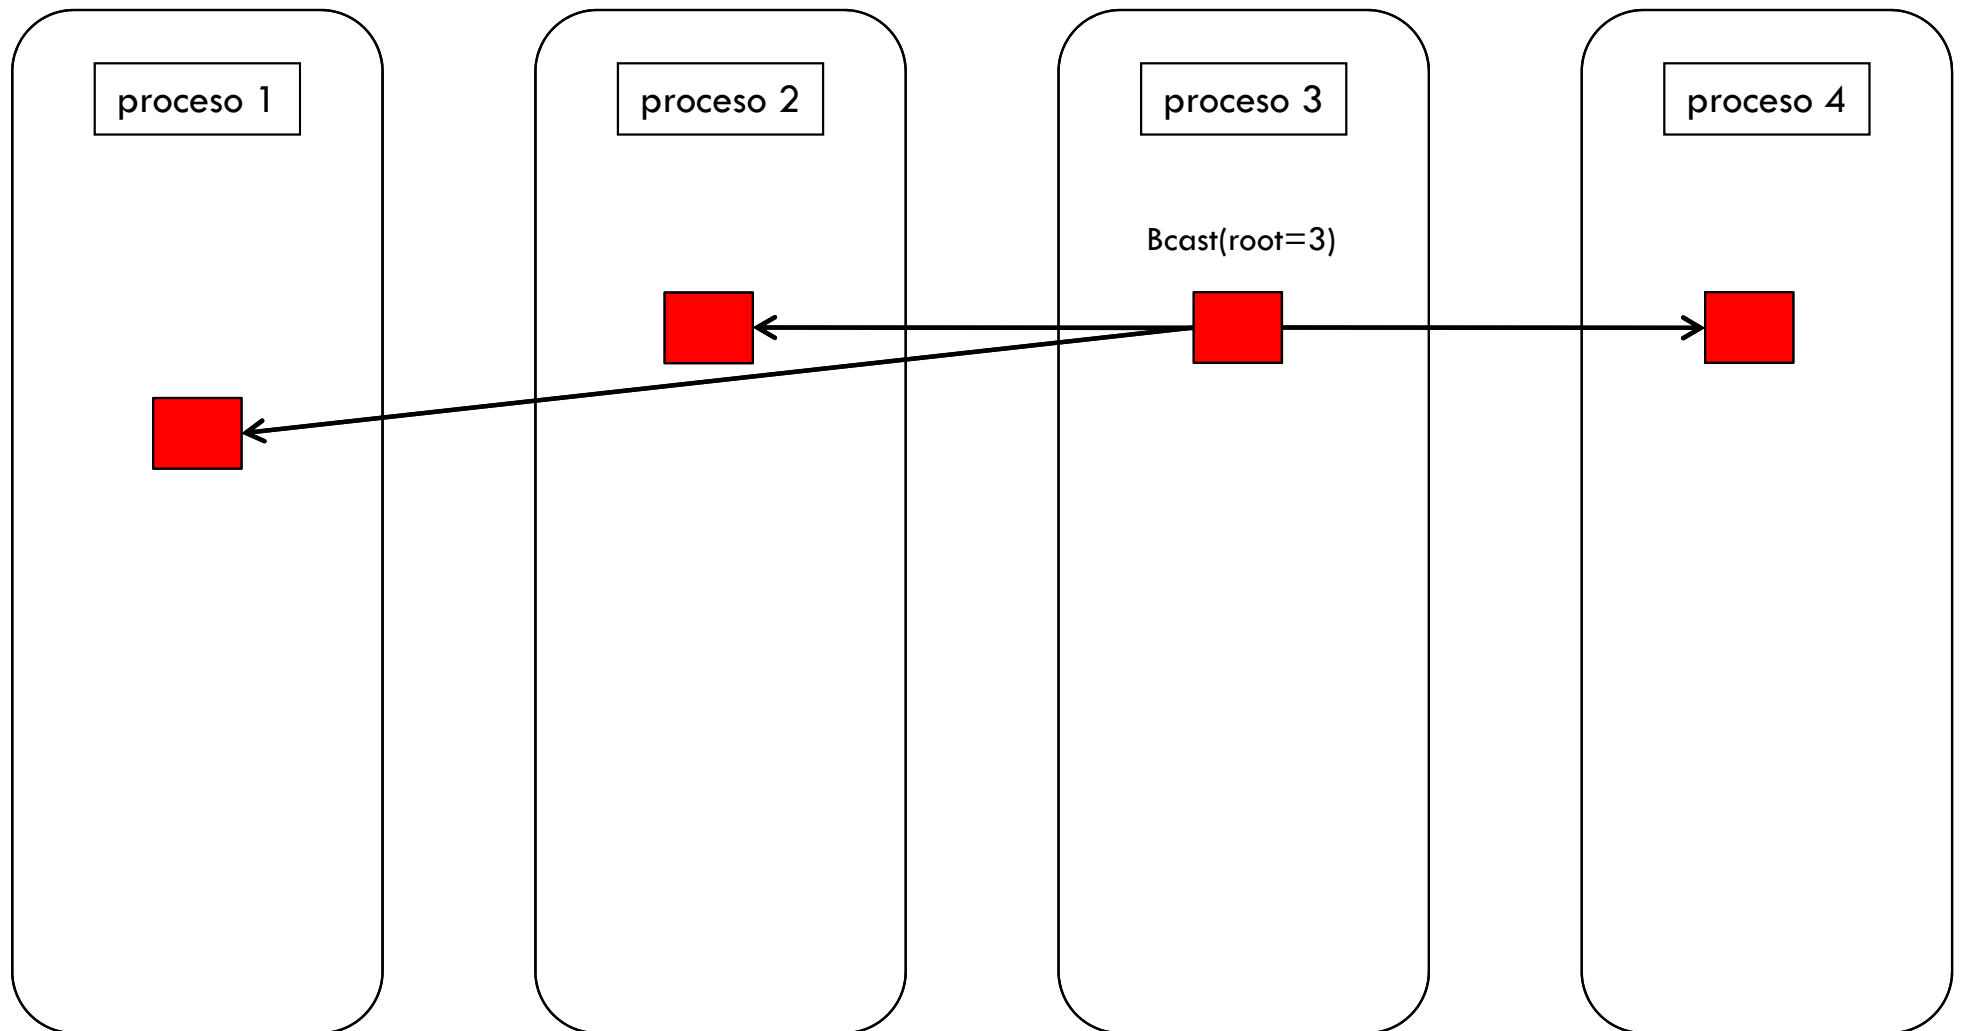 proceso 1
proceso 2
proceso 3
proceso 4
Bcast(root=3)